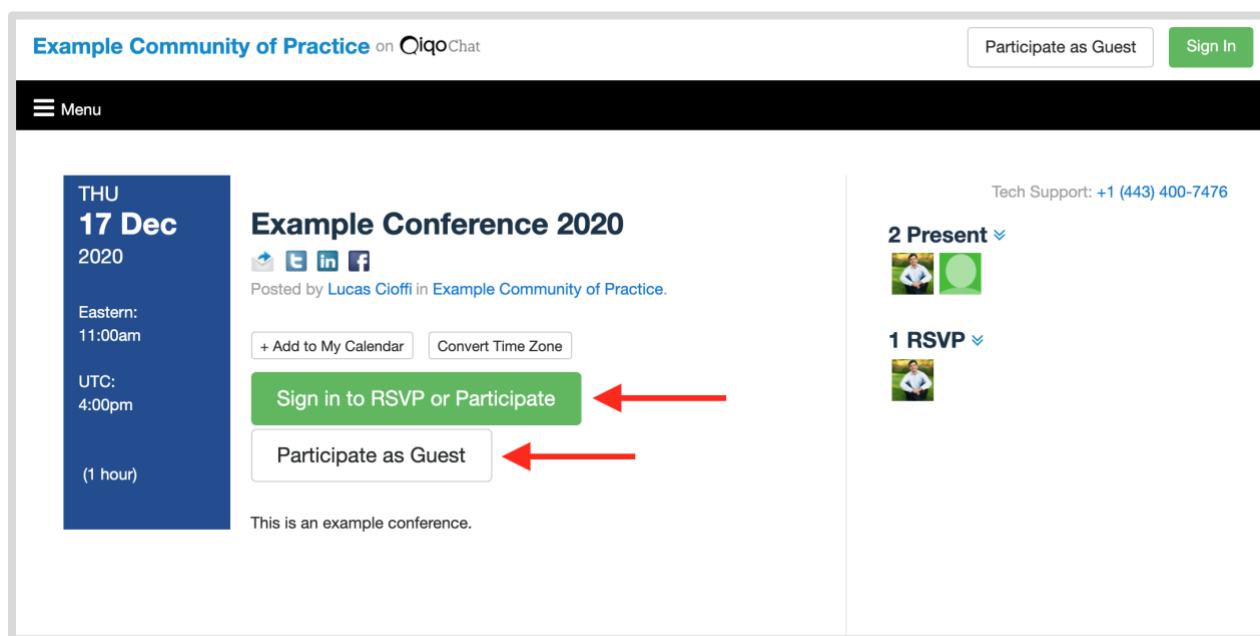 Example Community of Practice on QiqoChat
Participate as Guest
Sign In
Menu
THU
17 Dec
2020
Eastern:
11:00am
UTC:
4:00pm
(1 hour)
Example Conference 2020
Posted by Lucas Cioffi in Example Community of Practice.
+ Add to My Calendar
Convert Time Zone
Sign in to RSVP or Participate
Participate as Guest
This is an example conference.
Tech Support: +1 (443) 400-7476
2 Present
1 RSVP